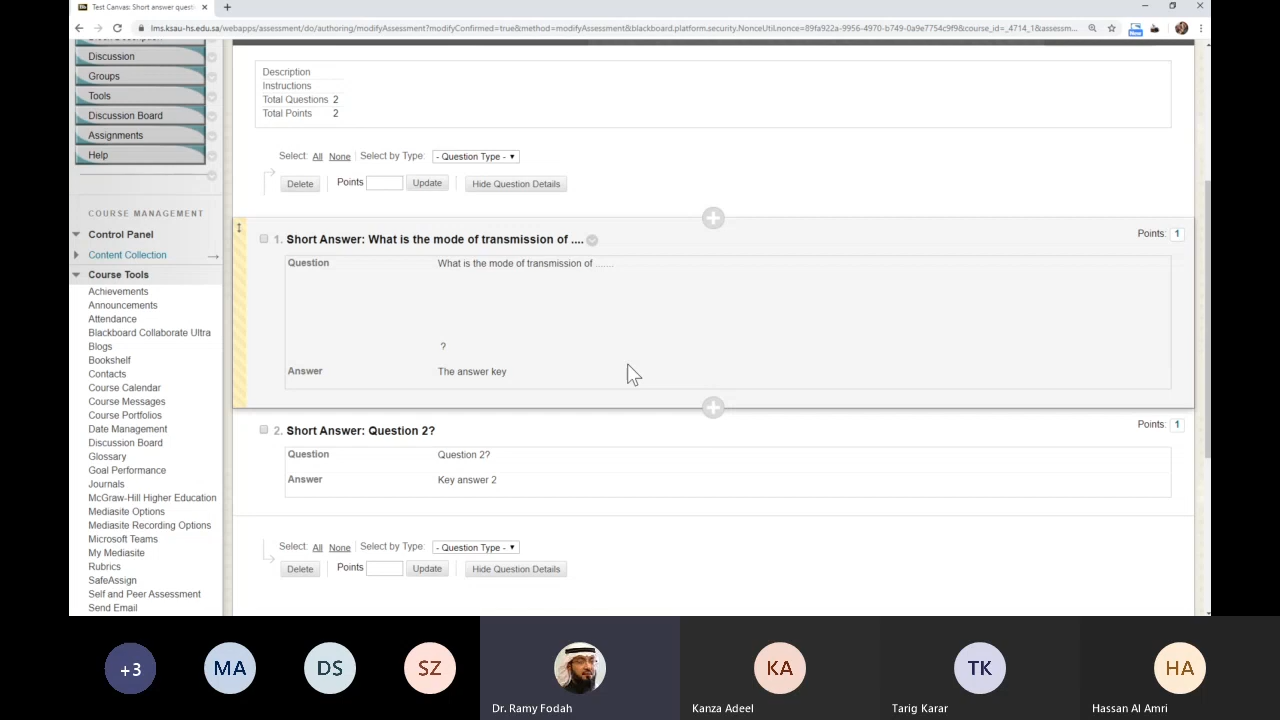 Test Canvas: Short answer questi
lms.ksau-hs.edu.sa/webapps/assessment/do/authoring/modifyAssessment?modifyConfirmed=true&method=modifyAssessment&blackboard.platform.security.NonceUtil.nonce=89fa922a-9956-4970-b749-0a9e7754c9f9&course_id=_4714_1&assessm...
Discussion
Groups
Tools
Discussion Board
Assignments
Help
COURSE MANAGEMENT
Control Panel
Content Collection
Course Tools
Achievements
Announcements
Attendance
Blackboard Collaborate Ultra
Blogs
Bookshelf
Contacts
Course Calendar
Course Messages
Course Portfolios
Date Management
Discussion Board
Glossary
Goal Performance
Journals
McGraw-Hill Higher Education
Mediasite Options
Mediasite Recording Options
Microsoft Teams
My Mediasite
Rubrics
SafeAssign
Self and Peer Assessment
Send Email
Description
Instructions
Total Questions 2
Total Points 2
Select: All None Select by Type: - Question Type -
Delete Points Update Hide Question Details
1. Short Answer: What is the mode of transmission of .... Points: 1
Question What is the mode of transmission of .......
?
Answer The answer key
2. Short Answer: Question 2? Points: 1
Question Question 2?
Answer Key answer 2
Select: All None Select by Type: - Question Type -
Delete Points Update Hide Question Details
+3 MA DS SZ KA TK HA
Dr. Ramy Fodah Kanza Adeel Tarig Karar Hassan Al Amri